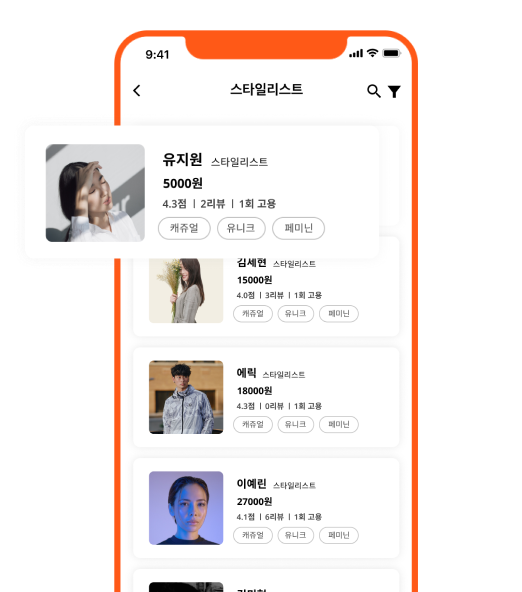 9:41
스타일리스트
유지원 스타일리스트
5000원
4.3점 | 2리뷰 | 1회 고용
캐쥬얼 유니크 페미닌
김세현 스타일리스트
15000원
4.0점 | 3리뷰 | 1회 고용
캐쥬얼 유니크 페미닌
에릭 스타일리스트
18000원
4.3점 | 0리뷰 | 1회 고용
캐쥬얼 유니크 페미닌
이예린 스타일리스트
27000원
4.1점 | 6리뷰 | 1회 고용
캐쥬얼 유니크 페미닌